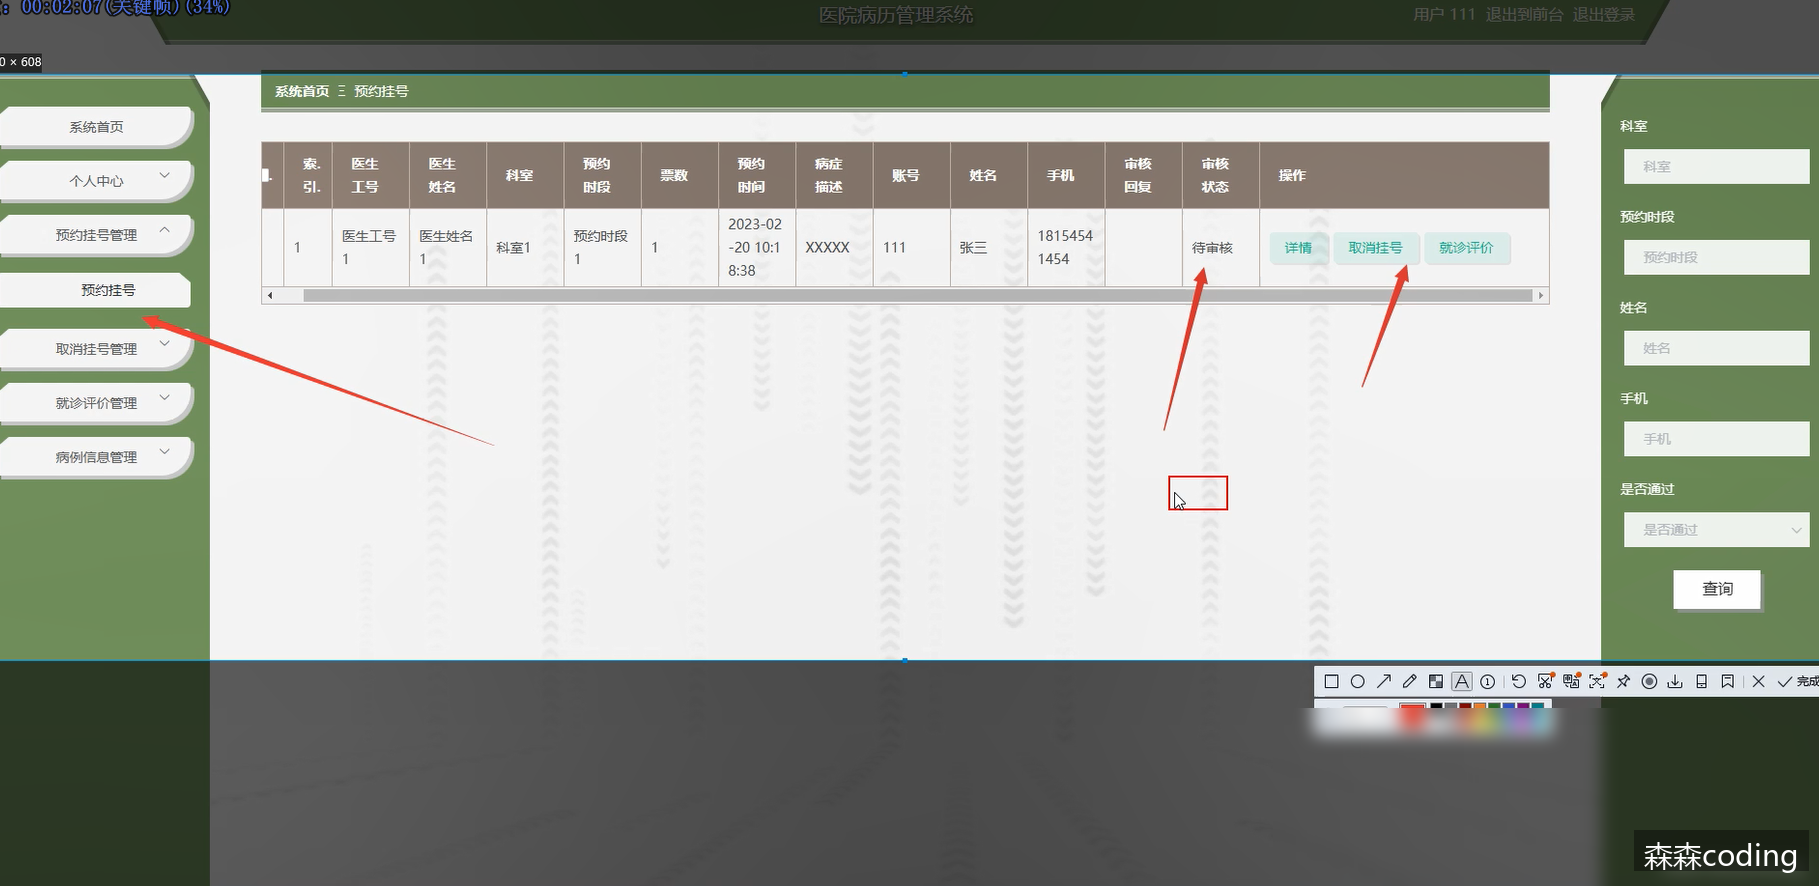 : 00:02:07(关键帧)(34%)
医院病历管理系统
用户 111 退出到前台 退出登录
0 × 608
系统首页
个人中心
预约挂号管理
预约挂号
取消挂号管理
就诊评价管理
病例信息管理
系统首页 Ξ 预约挂号
索.
引.
医生
工号
医生
姓名
科室
预约
时段
票数
预约
时间
病症
描述
账号
姓名
手机
审核
回复
审核
状态
操作
1
医生工号
1
医生姓名
1
科室1
预约时段
1
1
2023-02
-20 10:1
8:38
XXXXX
111
张三
1815454
1454
待审核
详情
取消挂号
就诊评价
科室
科室
预约时段
预约时段
姓名
姓名
手机
手机
是否通过
是否通过
查询
完成
森森coding